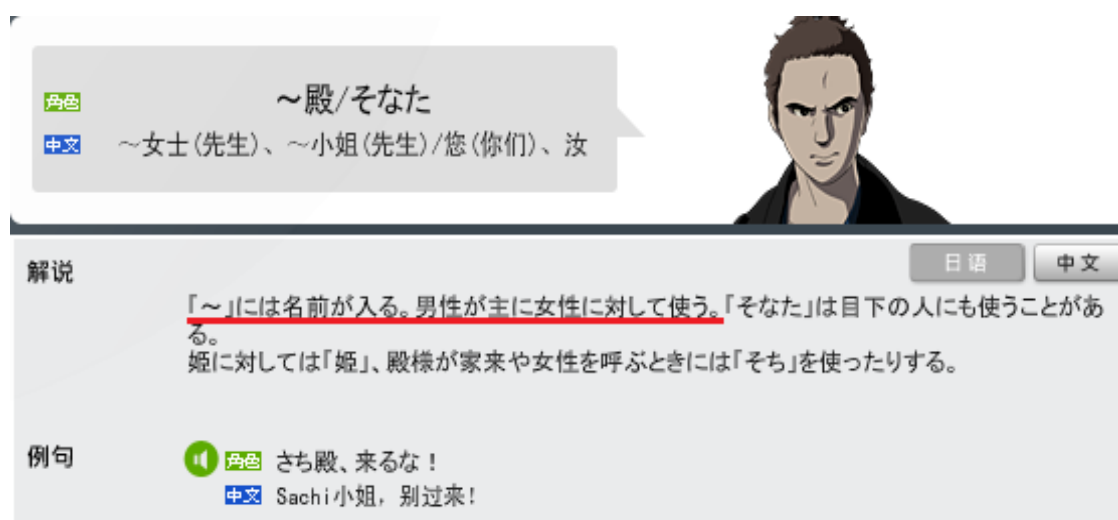 角色 ～殿/そなた
中文 ～女士(先生)、～小姐(先生)/您(你们)、汝
日语 中文
解说
「～」には名前が入る。男性が主に女性に対して使う。「そなた」は目下の人にも使うことがあ
る。
姫に対しては「姫」、殿様が家来や女性を呼ぶときには「そち」を使ったりする。
例句 角色 さち殿、来るな！
中文 Sachi小姐，别过来！